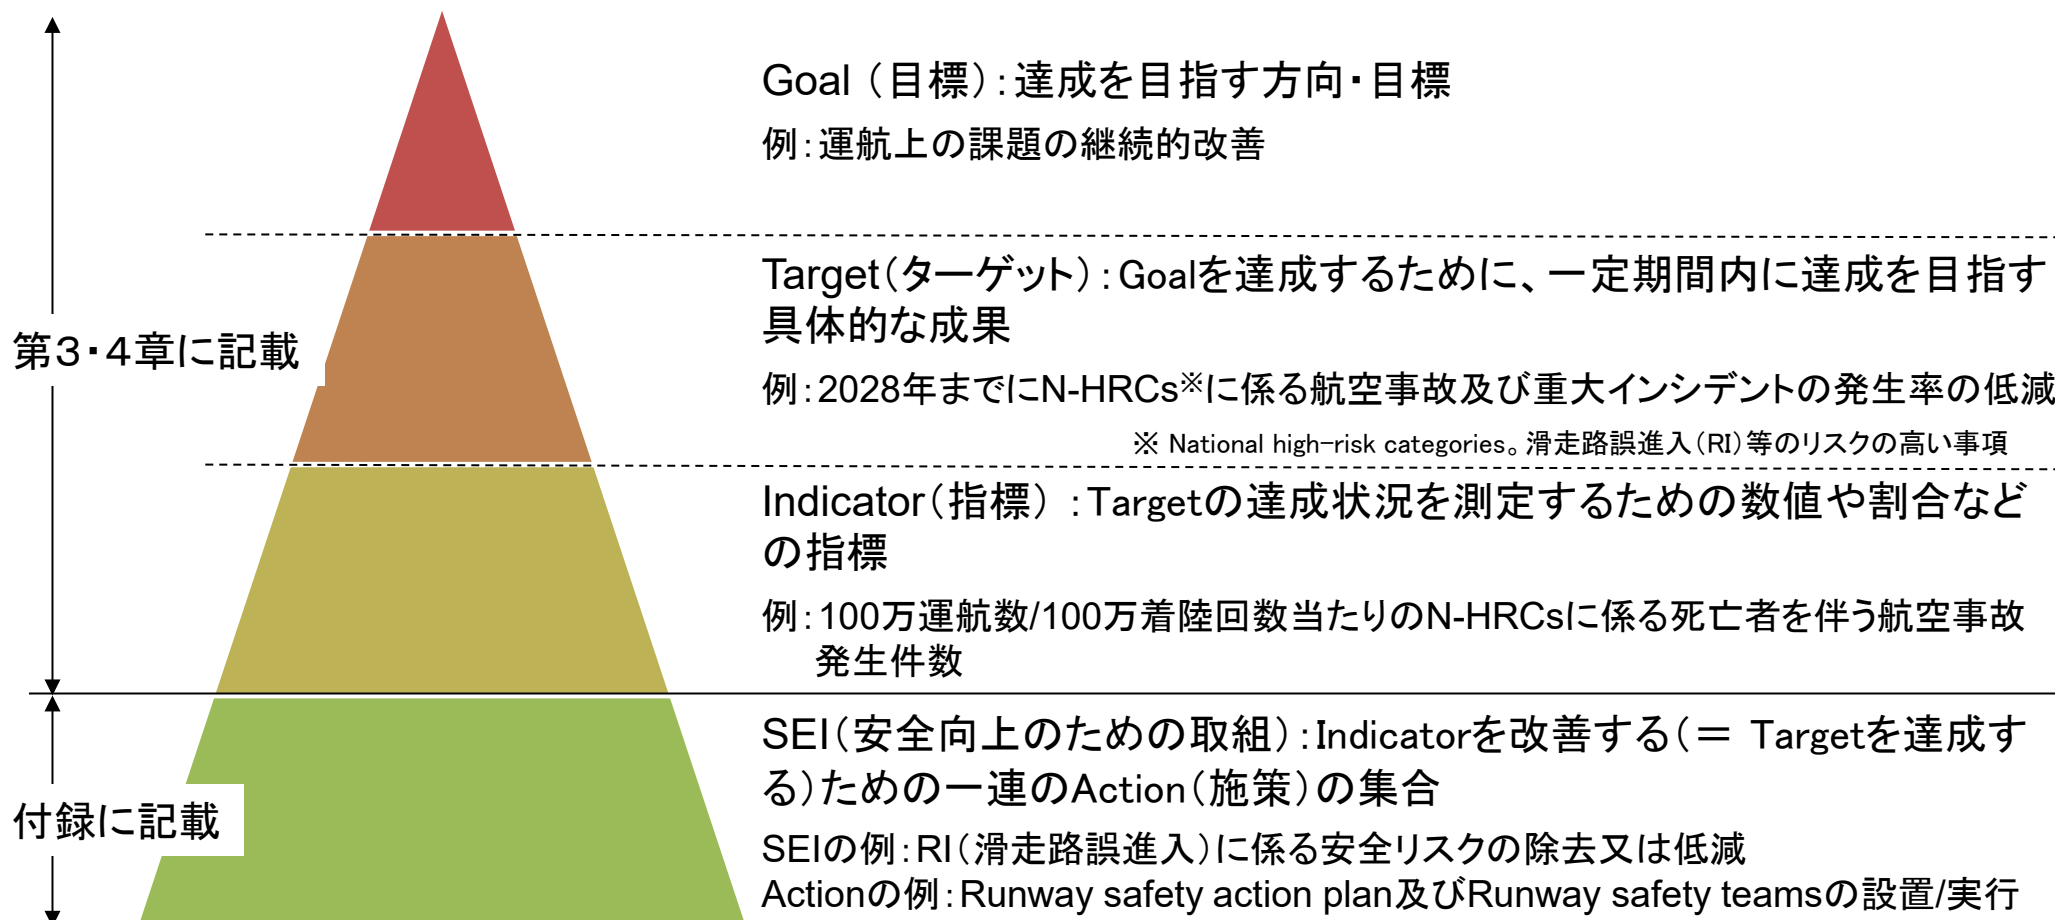 Goal（目標）：達成を目指す方向・目標
例：運航上の課題の継続的改善
Target（ターゲット）：Goalを達成するために、一定期間内に達成を目指す
具体的な成果
第３・４章に記載
例：2028年までにN-HRCs※に係る航空事故及び重大インシデントの発生率の低減
※ National high-risk categories。滑走路誤進入（RI）等のリスクの高い事項
Indicator（指標）：Targetの達成状況を測定するための数値や割合など
の指標
例：100万運航数/100万着陸回数当たりのN-HRCsに係る死亡者を伴う航空事故
発生件数
SEI（安全向上のための取組）：Indicatorを改善する（＝ Targetを達成す
る）ための一連のAction（施策）の集合
付録に記載
SEIの例：RI（滑走路誤進入）に係る安全リスクの除去又は低減
Actionの例：Runway safety action plan及びRunway safety teamsの設置/実行